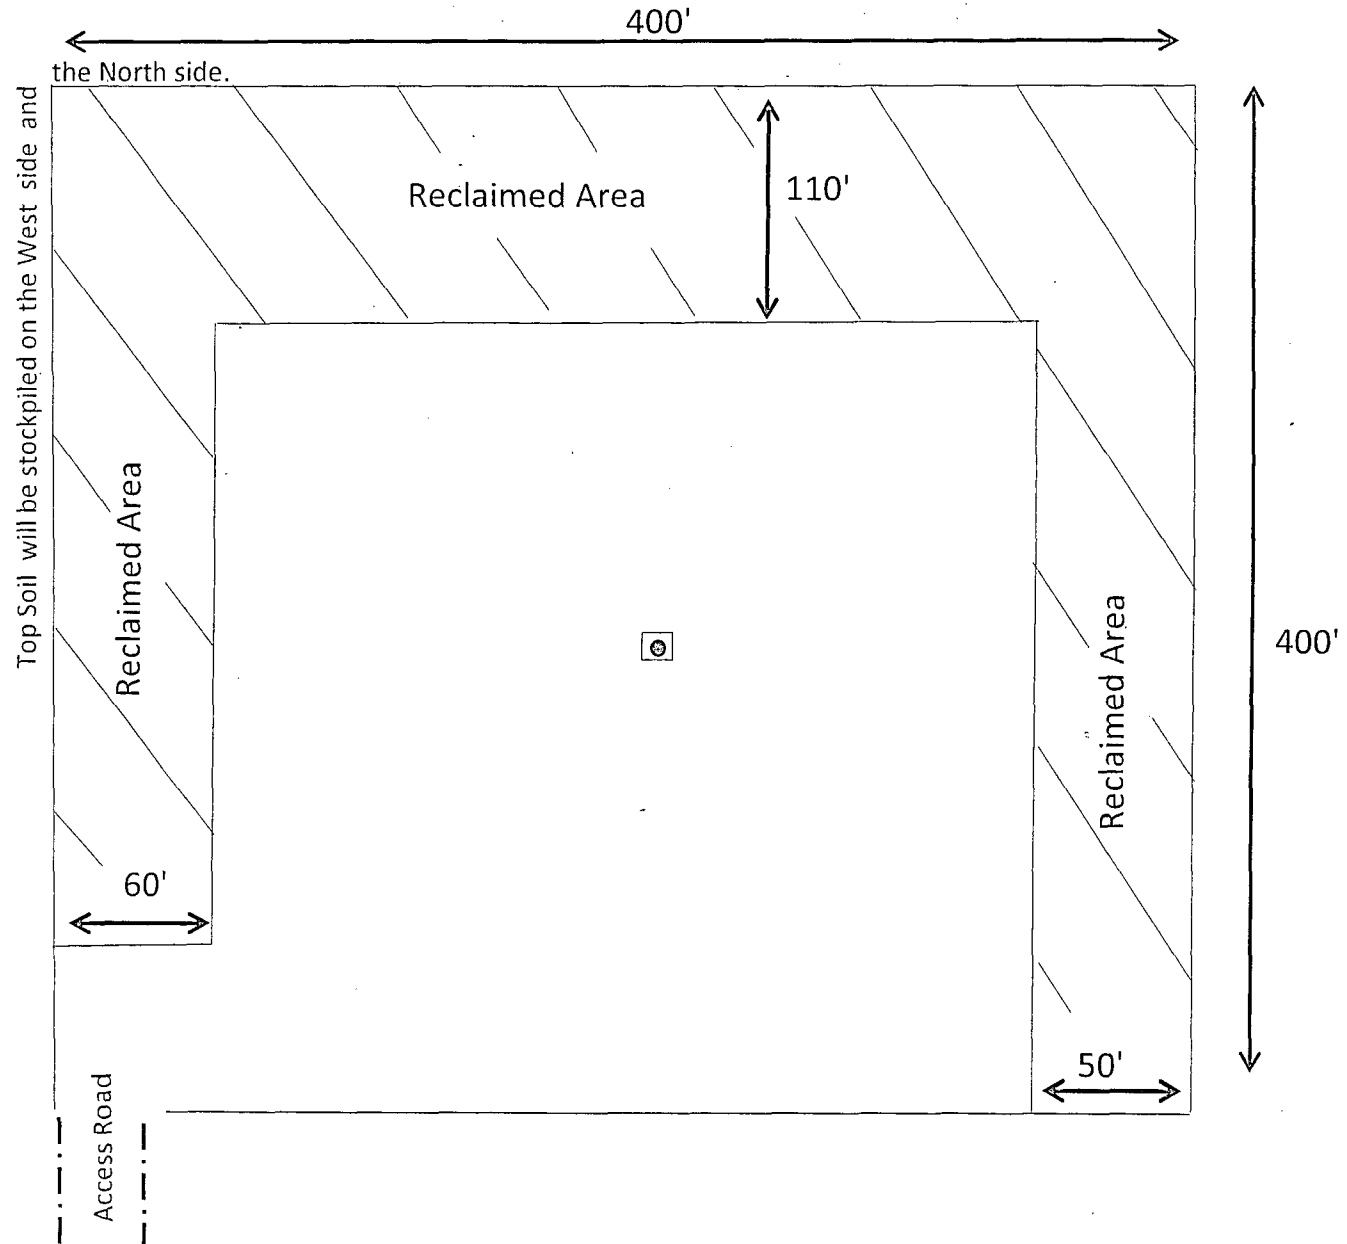 400'
the North side.
Top Soil will be stockpiled on the West side and
110'
Reclaimed Area
Reclaimed Area
Reclaimed Area
400'
60'
50'
Access Road